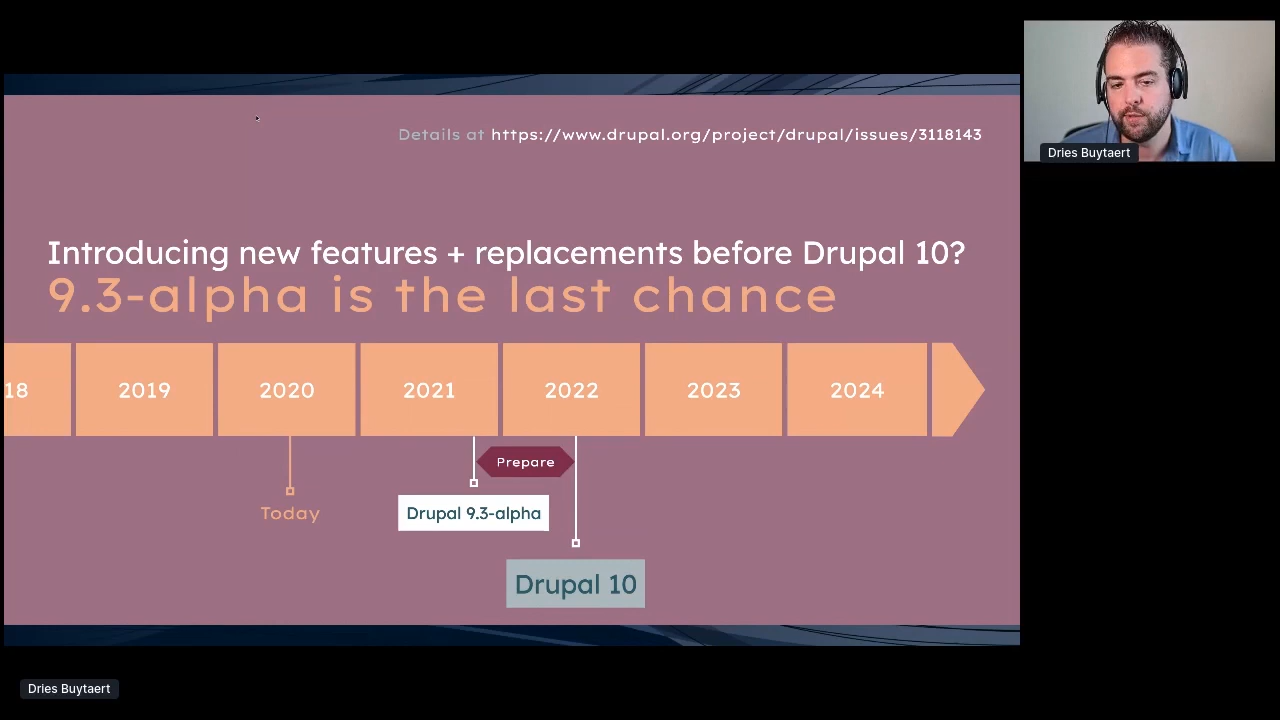 Details at https://www.drupal.org/project/drupal/issues/3118143
Dries Buytaert
Introducing new features + replacements before Drupal 10?
9.3-alpha is the last chance
18 2019 2020 2021 2022 2023 2024
Prepare
Today
Drupal 9.3-alpha
Drupal 10
Dries Buytaert